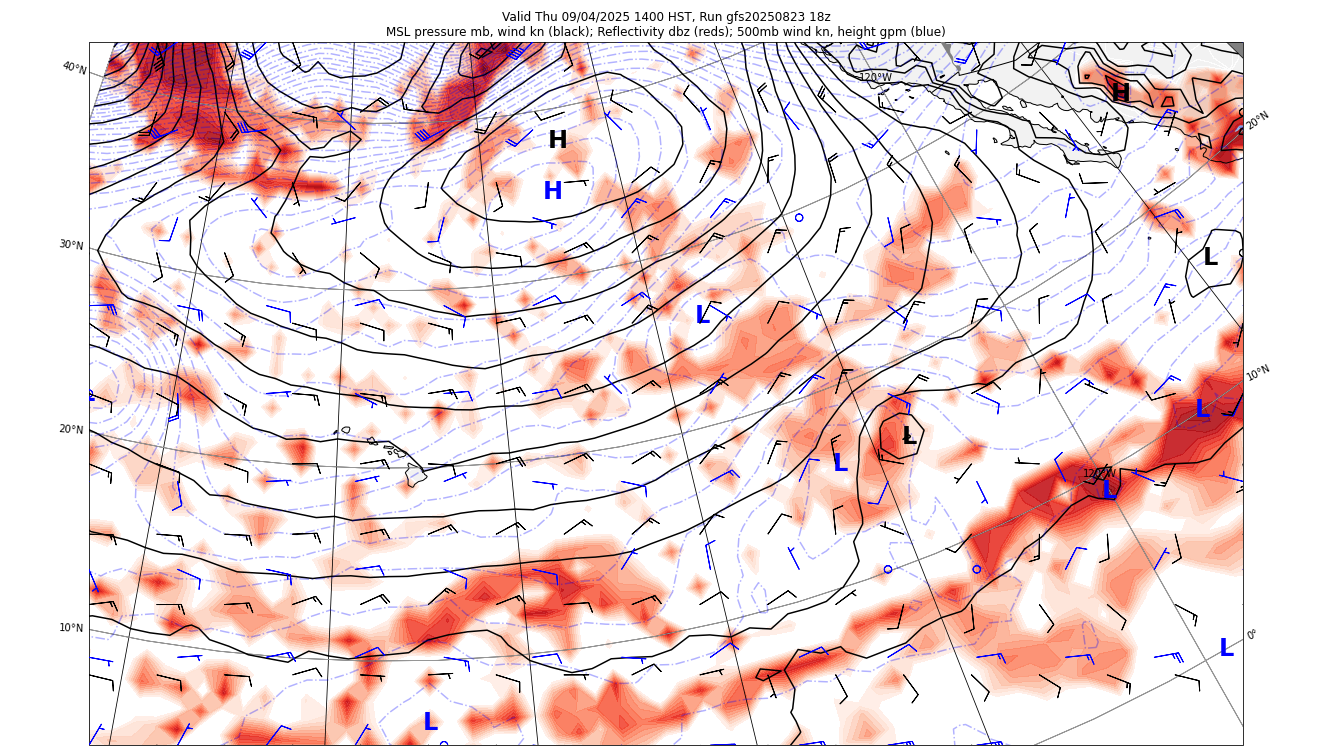 Valid Thu 09/04/2025 1400 HST, Run gfs20250823 18z
MSL pressure mb, wind kn (black); Reflectivity dbz (reds); 500mb wind kn, height gpm (blue)
40°N
120°W
H
20°N
H
H
30°N
L
L
10°N
L
L
20°N
L
L
120°W
L
10°N
0°
L
L